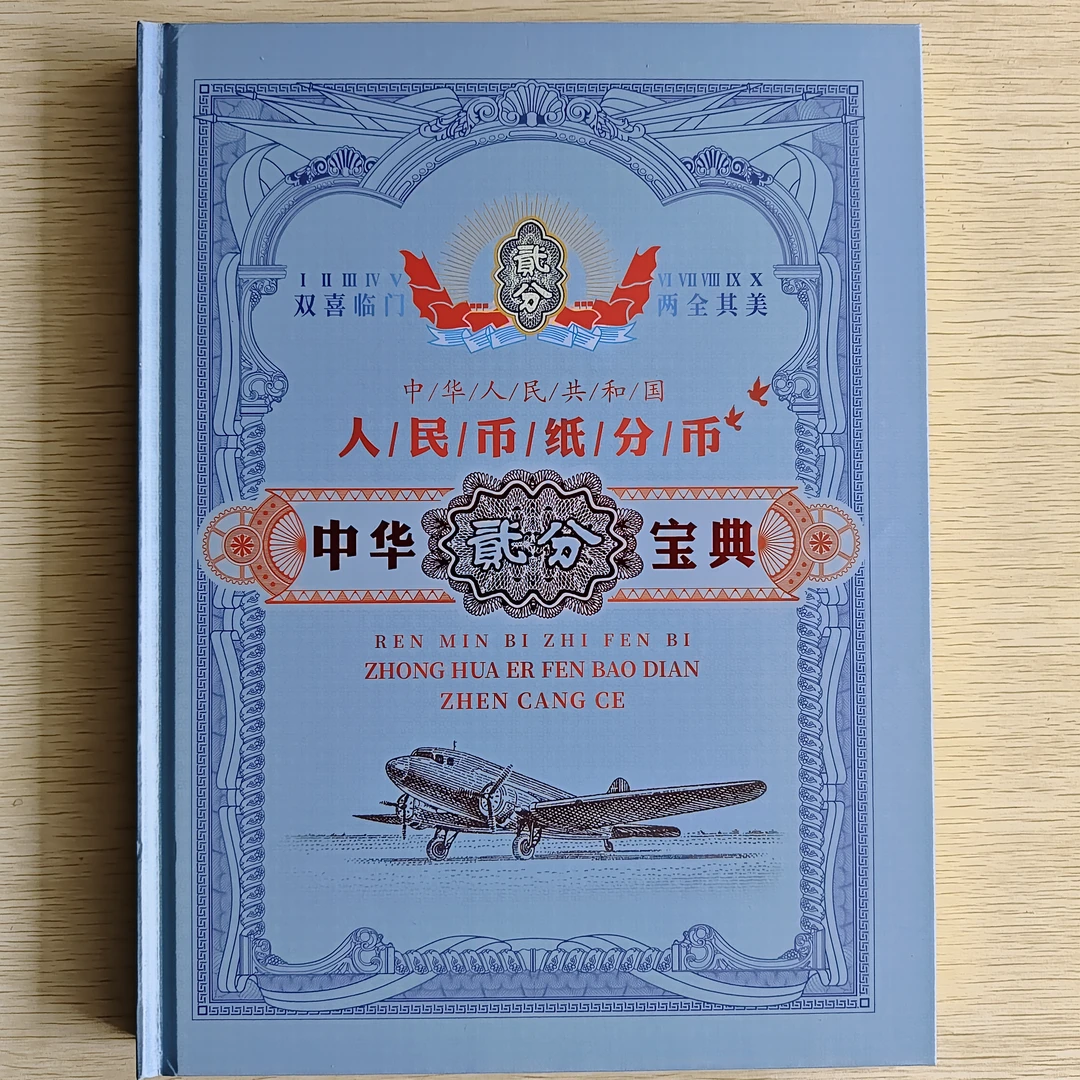 貳分
I II III IV V VI VII VIII IX X
双喜临门 两全其美
中/华/人/民/共/和/国
人/民/币/纸/分/币
中华 貳分 宝典
REN MIN BI ZHI FEN BI
ZHONG HUA ER FEN BAO DIAN
ZHEN CANG CE